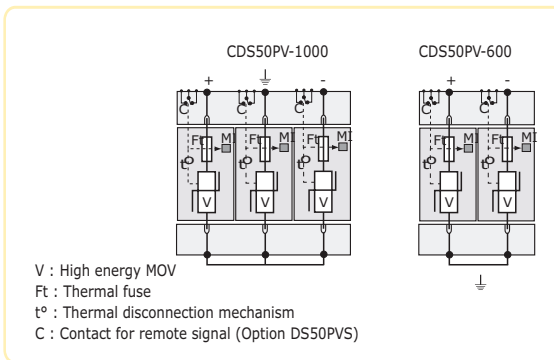 CDS50PV-1000 CDS50PV-600
+ - + -
C C C C C
Ft MI Ft MI Ft MI Ft MI Ft MI
t° t° t° t° t°
V V V V V
V : High energy MOV
Ft : Thermal fuse
t° : Thermal disconnection mechanism
C : Contact for remote signal (Option DS50PVS)